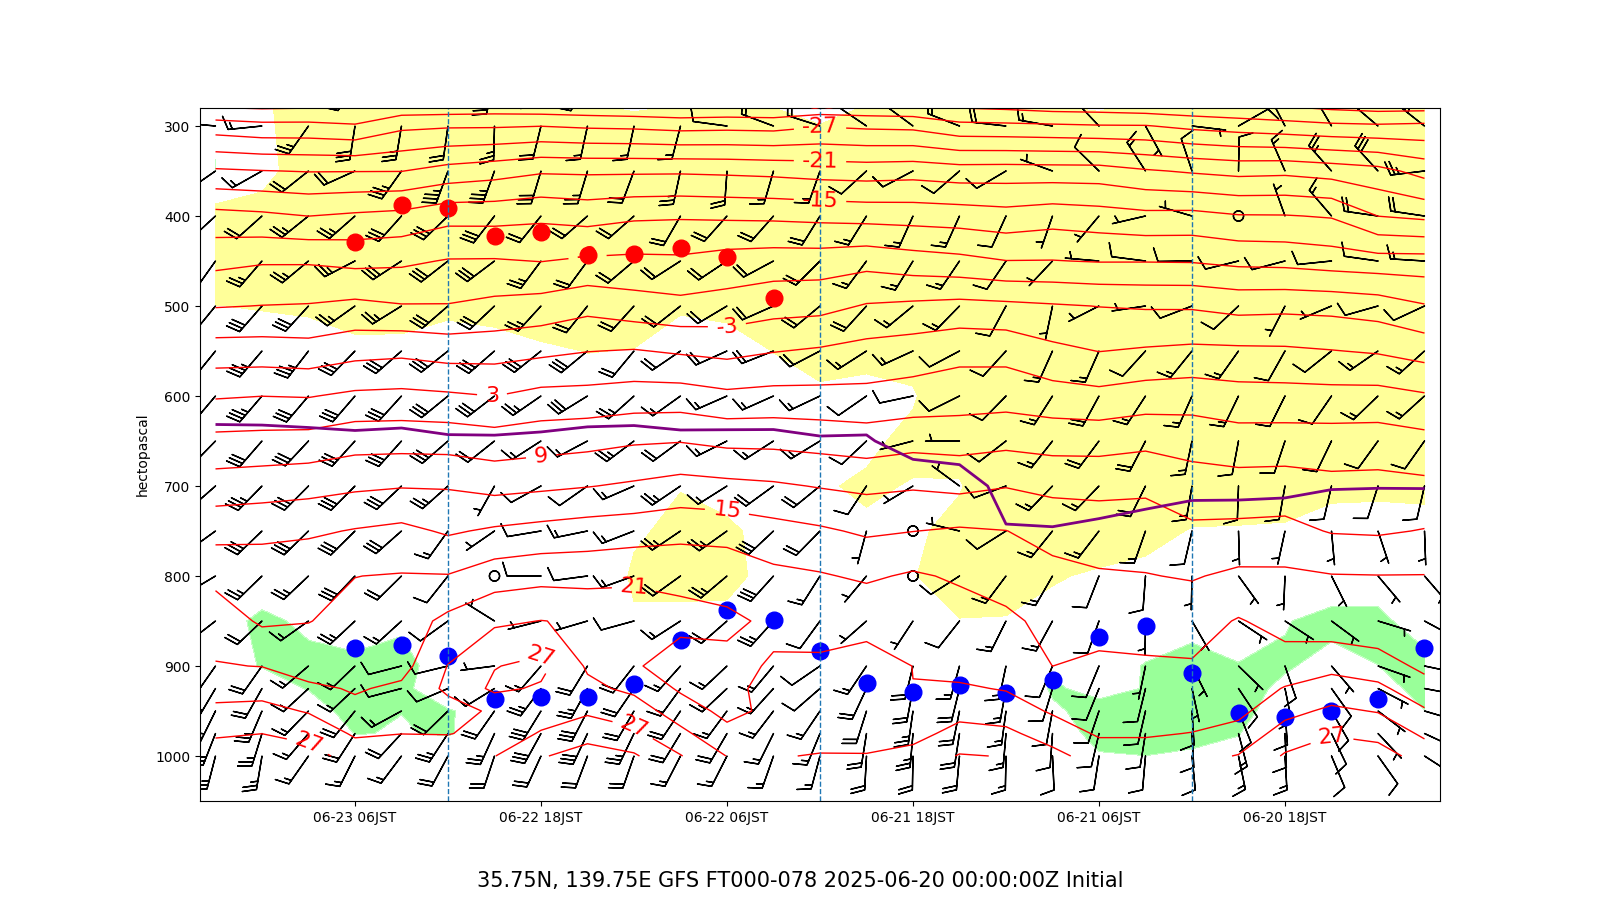 300
400
500
600
700
800
900
1000
hectopascal
-27
-21
-15
-3
3
9
15
21
27
27
27
27
06-23 06JST
06-22 18JST
06-22 06JST
06-21 18JST
06-21 06JST
06-20 18JST
35.75N, 139.75E GFS FT000-078 2025-06-20 00:00:00Z Initial